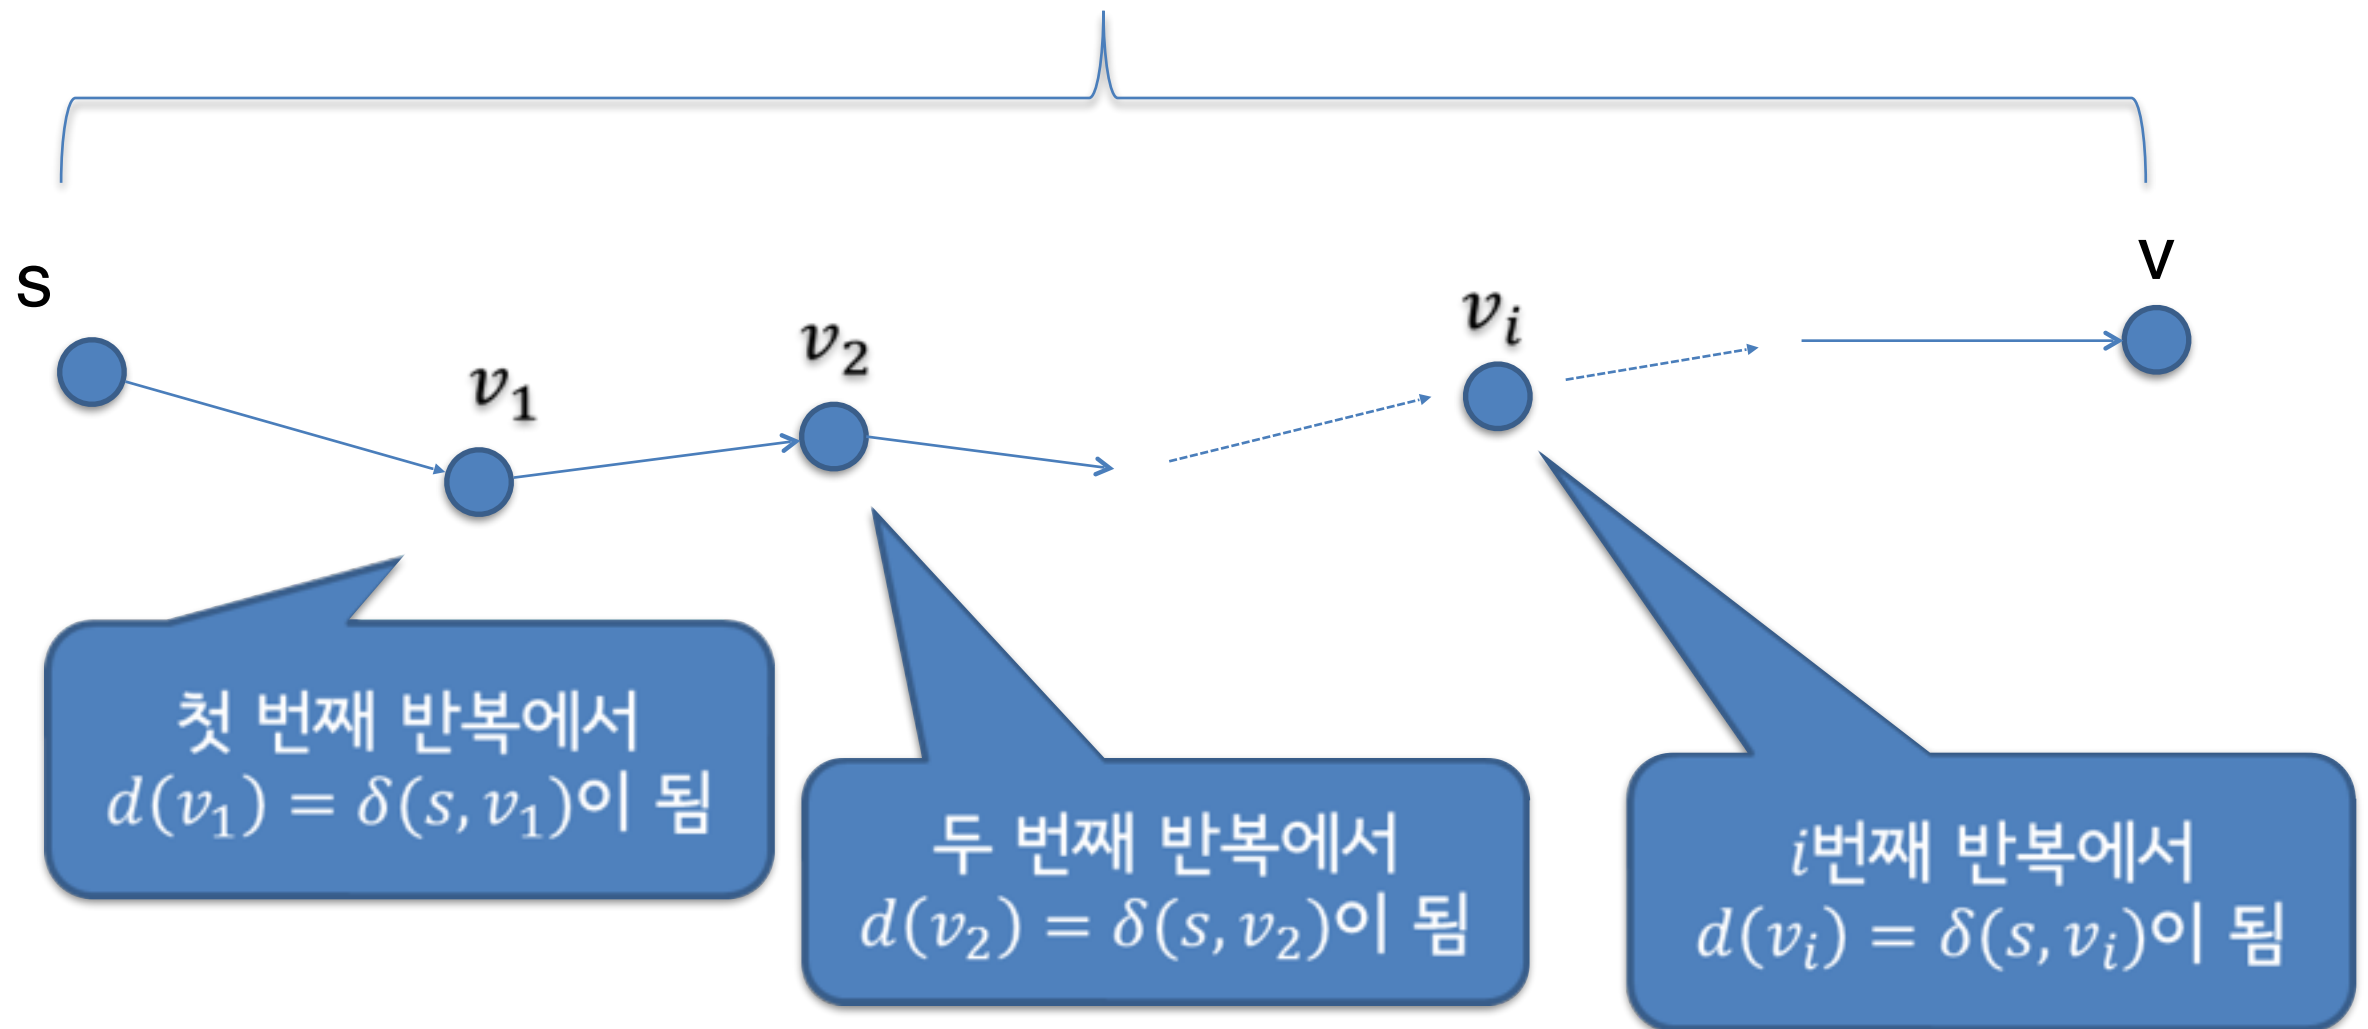 s
v₁
v₂
vᵢ
v
첫 번째 반복에서
d(v₁) = δ(s, v₁)이 됨
두 번째 반복에서
d(v₂) = δ(s, v₂)이 됨
i번째 반복에서
d(vᵢ) = δ(s, vᵢ)이 됨